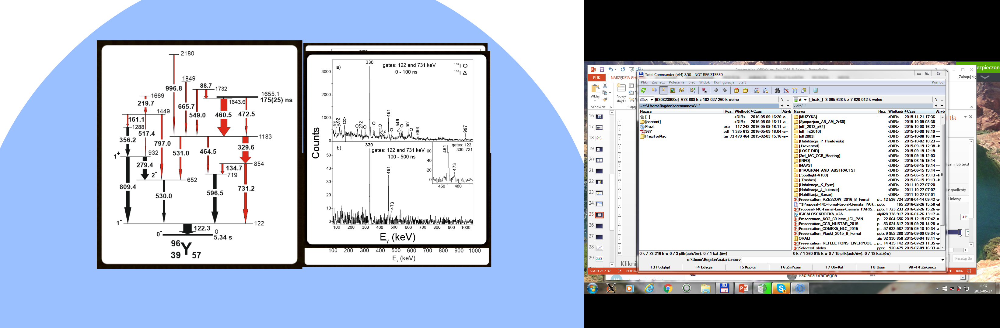 2180
1849
996.8
88.7
1732
1655.1
175(25) ns
1669
1643.6
219.7
665.7
549.0
460.5
472.5
1449
161.1
1288
517.4
1183
356.2
797.0
329.6
1+
932
531.0
464.5
279.4
854
134.7
2-
652
719
809.4
530.0
596.5
731.2
1-
122
122.3
0-
0
5.34 s
96
Y
39
57
a)
330
gates: 122 and 731 keV
0 - 100 ns
137I O
138I Δ
3000
2000
1000
0
89
92
272
461
549
nn'
666
997
Counts
b)
330
gates: 122 and 731 keV
100 - 500 ns
461
473
gates: 122,
330, 731
60
40
20
0
461
473
450
480
50
40
30
20
10
0
100 200 300 400 500 600 700 800 900 1000
Eγ (keV)
100 200 300 400 500 600 700 800 900 1000
Eγ (keV)
PLIK
NARZĘDZIA
Zaloguj się
Wklej
Nowy
slajd
Schowek
Slajdy
16
17
18
19
20
21
22
23
24
25
26
27
28
29
Klikni
SLAJD 25 Z 37
POLSK
80%
Total Commander (x64) 8.50 - NOT REGISTERED
Pliki Zaznacz Polecenia Sieć Widok Konfiguracja Start Pomoc
c [ti30823900c] 678 608 k z 102 027 260 k wolne \ ..
c:\Users\Bogdan\catanianew\*.*
Nazwa Roz. Wielkość Czas Atryb
[..] <DIR> 2016-05-09 16:20 -a—
[content] <DIR> 2016-05-09 16:11 -a—
Prezi exe 117 248 2016-05-09 16:11 -a—
96Y pdf 1 385 612 2016-05-09 16:04 -a—
PreziForMac tar 73 470 464 2015-02-03 15:16 -a—
0 k / 73 216 k w 0 / 3 plik(ach/ów), 0 / 1 kat.(ów)
d [_brak_] 3 065 628 k z 7 620 012 k wolne \ ..
d:\*.*
Nazwa Roz. Wielkość Czas Atryb
[MUZYKA] <DIR> 2015-11-21 17:36 —
[Sympozjum_AB_AM_2x60] <DIR> 2015-10-09 08:38 —
[off_2013_x64] <DIR> 2015-10-08 16:22 —
[off_int2010] <DIR> 2015-10-08 16:19 —
[off2003] <DIR> 2015-10-08 16:18 —
[Habilitacja_P_Pawlowski] <DIR> 2015-10-02 10:23 —
[.fseventsd] <DIR> 2015-09-19 12:38 —h
[LOST.DIR] <DIR> 2015-09-19 12:19 —
[3rd_IAC_CCB_Meeting] <DIR> 2015-09-19 12:03 —
[INFO] <DIR> 2015-06-15 19:14 —
[MAPS] <DIR> 2015-06-15 19:14 —
[PROGRAM_AND_ABSTRACTS] <DIR> 2015-06-15 19:14 —
[.Spotlight-V100] <DIR> 2015-06-15 19:13 —h
[.Trashes] <DIR> 2015-06-15 19:13 —h
[Habilitacja_K_Pysz] <DIR> 2011-10-27 07:20 —
[Habilitacja_J_Lukasik] <DIR> 2011-10-27 07:07 —
[Habilitacja_Banas] <DIR> 2011-10-27 07:01 —
Presentation_RZESZOW_2016_B_Fornal p.. 12 536 724 2016-04-14 09:42 -a
~$Proposal-14C-Fornal-Leoni-Ciemala_PAR.. pptx 165 2016-02-26 15:58 -al
Proposal-14C-Fornal-Leoni-Ciemala_PARIS.. pptx 1 723 233 2016-02-26 15:26 -a
IFJCALOSCKROTKA_v2A 28 338 917 2016-01-26 13:17 -a
Presentation_NO2_60-lecie_IFJ_PAN p.. 22 064 656 2015-12-15 07:42 -a
Presentation_CCB_NUSTAR_2015 p.. 53 024 817 2015-09-28 14:28 -a
Presentation_COMEX5_NLC_2015 p.. 57 633 587 2015-09-18 10:34 -a
Presentation_Piaski_2015_B_Fornal pptx 9 952 268 2015-09-09 09:34 -a
ORALI zip 92 930 858 2015-08-04 18:11 -a
Presentation_REFLECTIONS_LIVERPOOL_.. p.. 14 435 142 2015-07-29 11:35 -a
Selected_slides pptx 920 475 2015-07-09 16:33 -a
0 k / 1 360 915 k w 0 / 15 plik(ach/ów), 0 / 18 kat.(ów)
c:\Users\Bogdan\catanianew>
F3 Podgląd F4 Edycja F5 Kopiuj F6 ZmPrzen F7 UtwKat F8 Usuń Alt+F4 Zakończ
ezpieczon
tła
zem lub tekst
e gradienty
Liniowy
45°
Resetuj tło
Fabiana Gramegna
11:37
2016-05-17